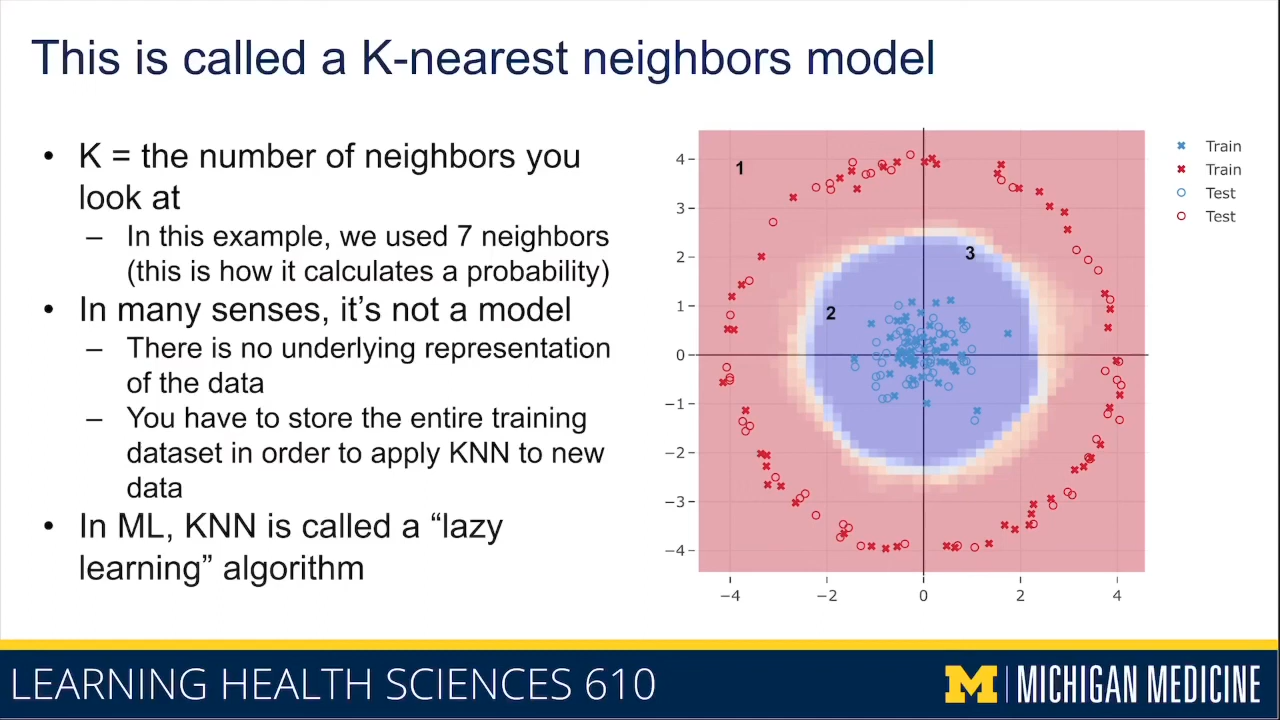 This is called a K-nearest neighbors model
• K = the number of neighbors you
look at
– In this example, we used 7 neighbors
(this is how it calculates a probability)
• In many senses, it’s not a model
– There is no underlying representation
of the data
– You have to store the entire training
dataset in order to apply KNN to new
data
• In ML, KNN is called a “lazy
learning” algorithm
1
2
3
4
3
2
1
0
−1
−2
−3
−4
−4
−2
0
2
4
Train
Train
Test
Test
LEARNING HEALTH SCIENCES 610
M | MICHIGAN MEDICINE